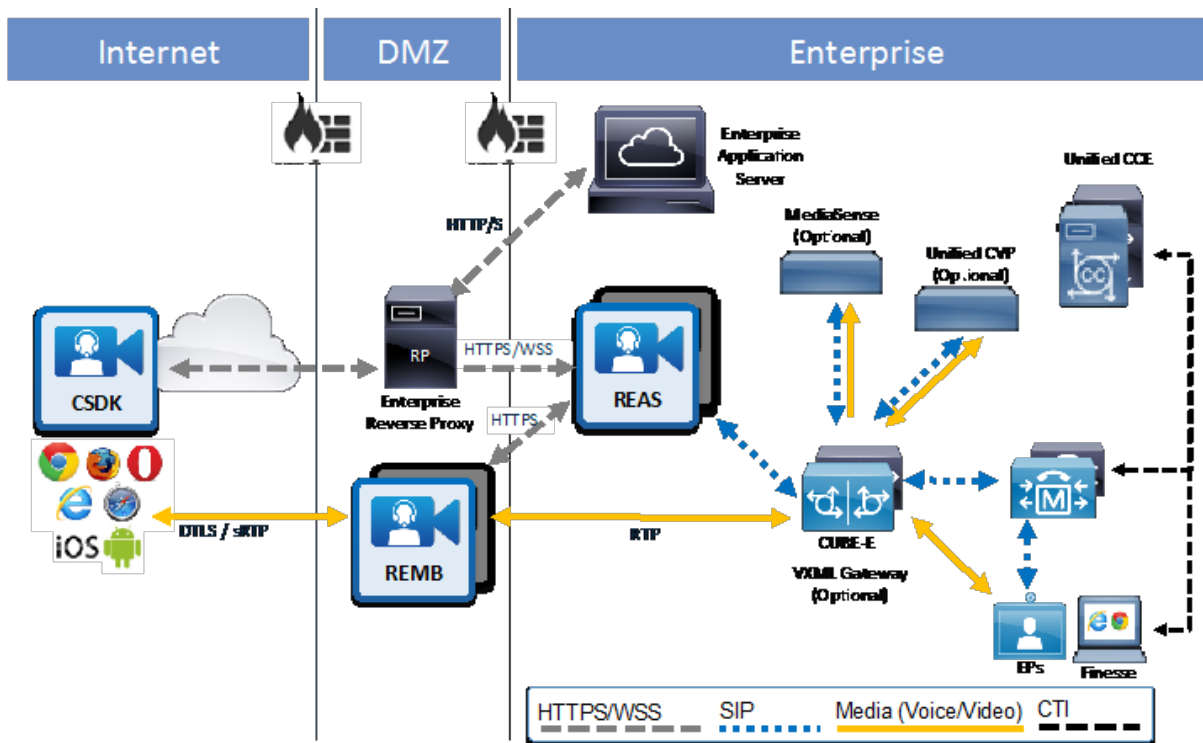 Internet
DMZ
Enterprise
Enterprise
Application
Server
Unified CCE
HTTP/S
MediaSense
(Optional)
Unified CVP
(Optional)
CC
RP
HTTPS/WSS
CSDK
REAS
Enterprise
Reverse Proxy
HTTPS
M
iOS
DTLS / sRTP
REMB
RTP
CUBE-E
VXML Gateway
(Optional)
EPs
Finesse
HTTPS/WSS
SIP
Media (Voice/Video)
CTI